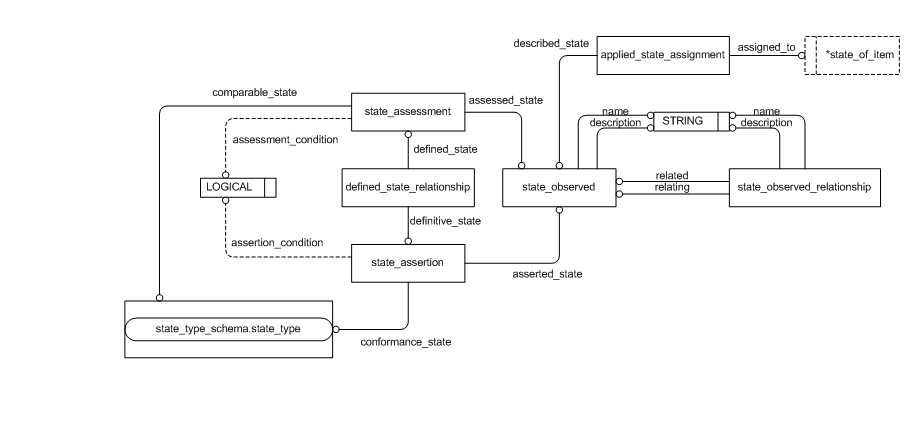 described_state
applied_state_assignment
assigned_to
*state_of_item
comparable_state
state_assessment
assessed_state
name
description
STRING
name
description
assessment_condition
defined_state
LOGICAL
defined_state_relationship
state_observed
related
relating
state_observed_relationship
definitive_state
assertion_condition
state_assertion
asserted_state
state_type_schema.state_type
conformance_state